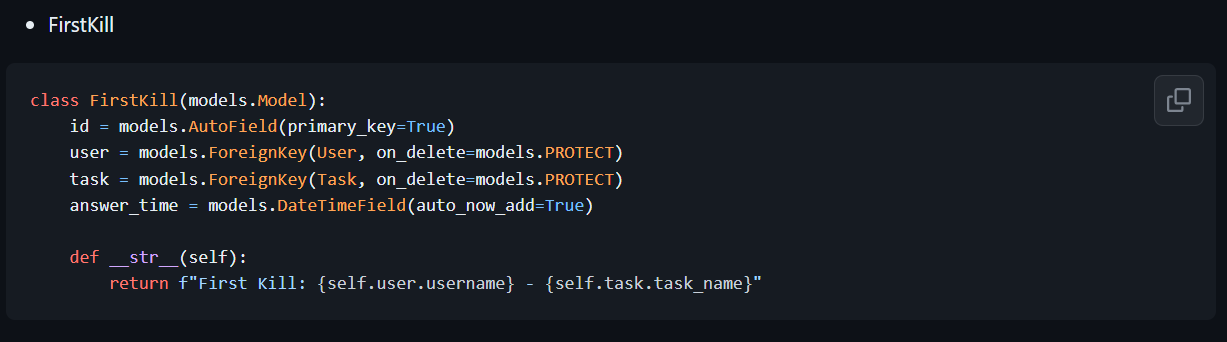 FirstKill
class FirstKill(models.Model):
    id = models.AutoField(primary_key=True)
    user = models.ForeignKey(User, on_delete=models.PROTECT)
    task = models.ForeignKey(Task, on_delete=models.PROTECT)
    answer_time = models.DateTimeField(auto_now_add=True)

    def __str__(self):
        return f"First Kill: {self.user.username} - {self.task.task_name}"